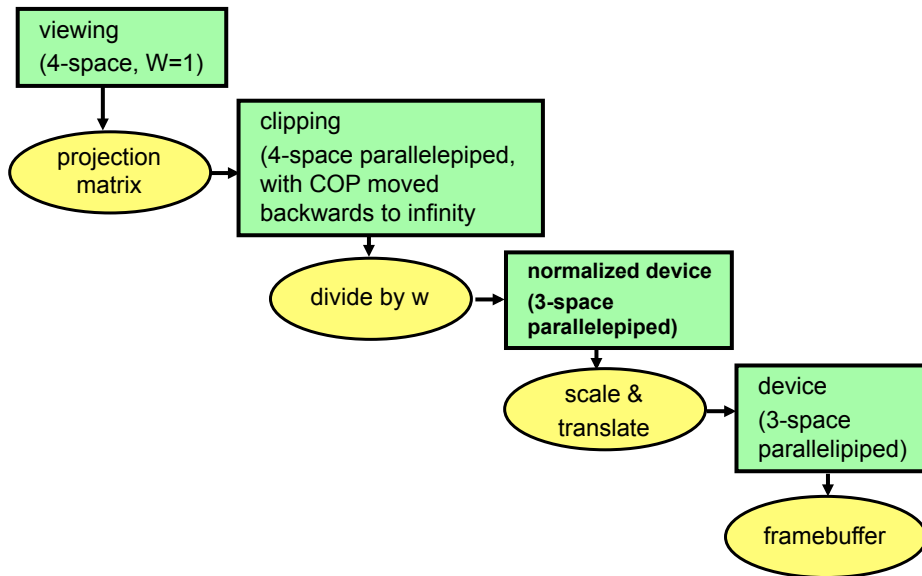 viewing
(4-space, W=1)
projection
matrix
clipping
(4-space parallelepiped,
with COP moved
backwards to infinity
divide by w
normalized device
(3-space
parallelepiped)
scale &
translate
device
(3-space
parallelipiped)
framebuffer